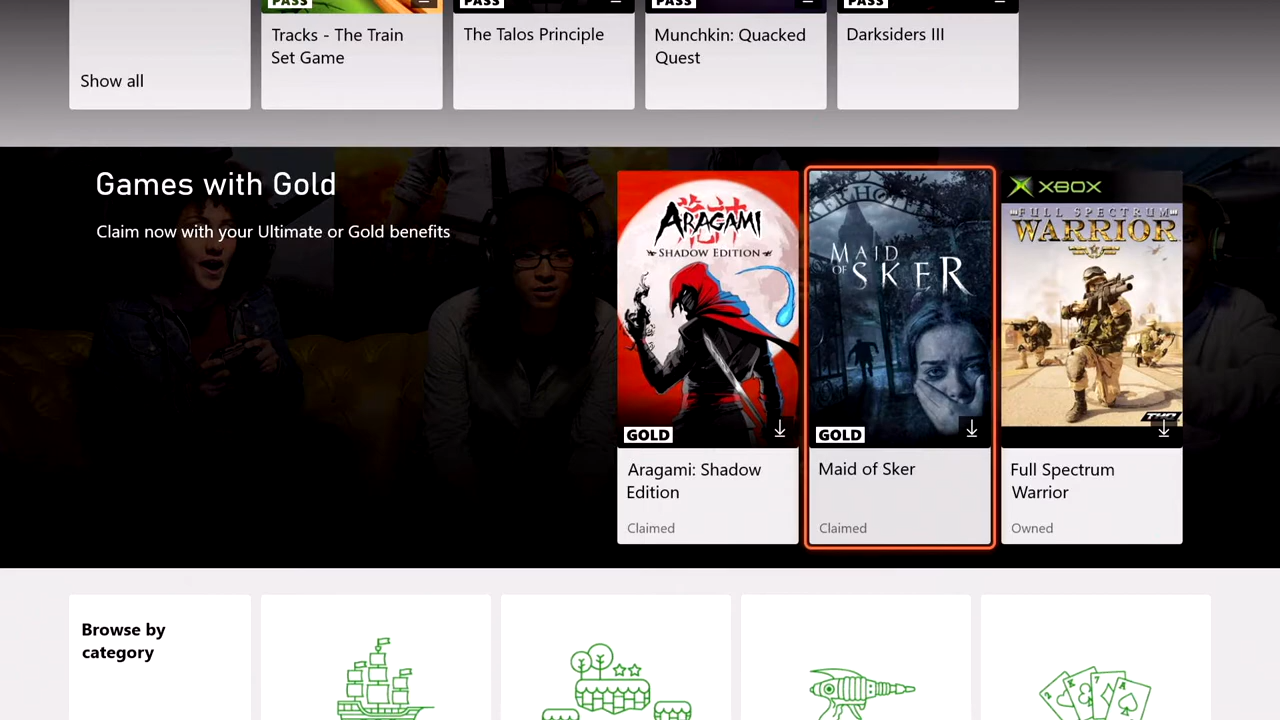 PASS
PASS
PASS
PASS
Show all
Tracks - The Train
Set Game
The Talos Principle
Munchkin: Quacked
Quest
Darksiders III
Games with Gold
Claim now with your Ultimate or Gold benefits
ARAGAMI
SHADOW EDITION
GOLD
Aragami: Shadow
Edition
Claimed
MAID
OF SKER
GOLD
Maid of Sker
Claimed
XBOX
FULL SPECTRUM
WARRIOR
THQ
Full Spectrum
Warrior
Owned
Browse by
category